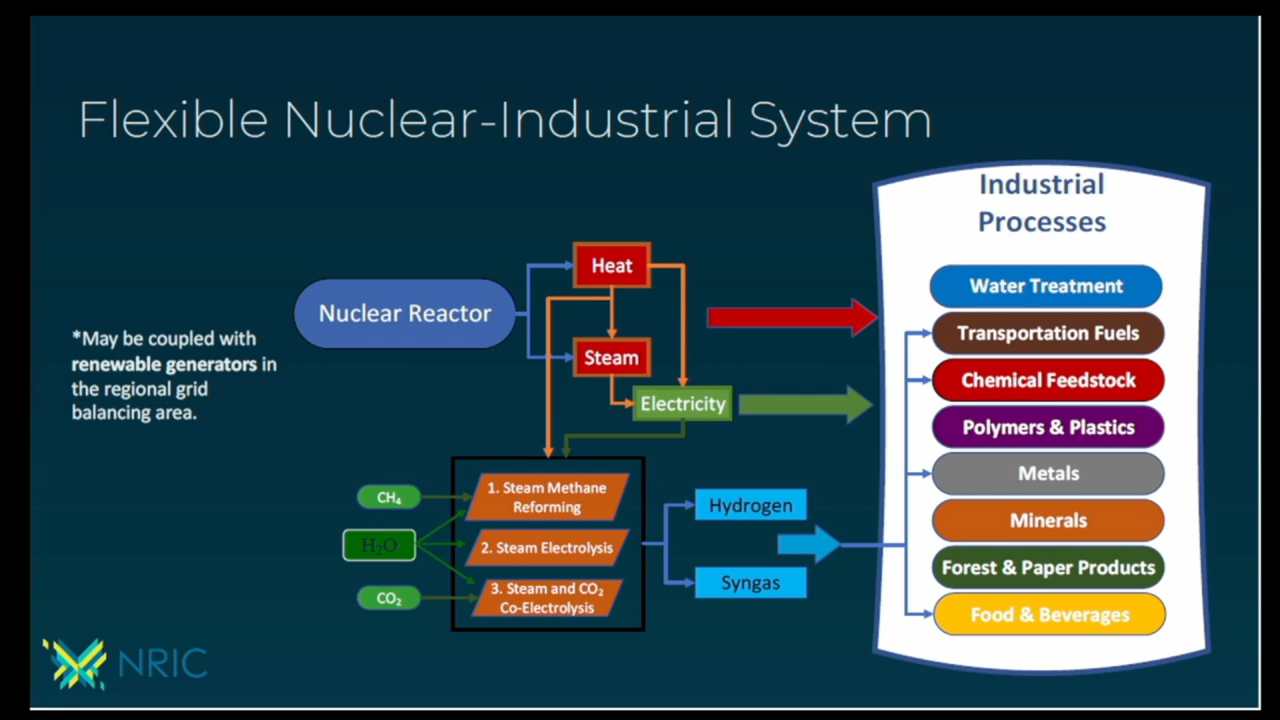 Flexible Nuclear-Industrial System
Industrial
Processes
Heat
Nuclear Reactor
Steam
Electricity
*May be coupled with
renewable generators in
the regional grid
balancing area.
CH₄
H₂O
CO₂
1. Steam Methane
Reforming
2. Steam Electrolysis
3. Steam and CO₂
Co-Electrolysis
Hydrogen
Syngas
Water Treatment
Transportation Fuels
Chemical Feedstock
Polymers & Plastics
Metals
Minerals
Forest & Paper Products
Food & Beverages
NRIC